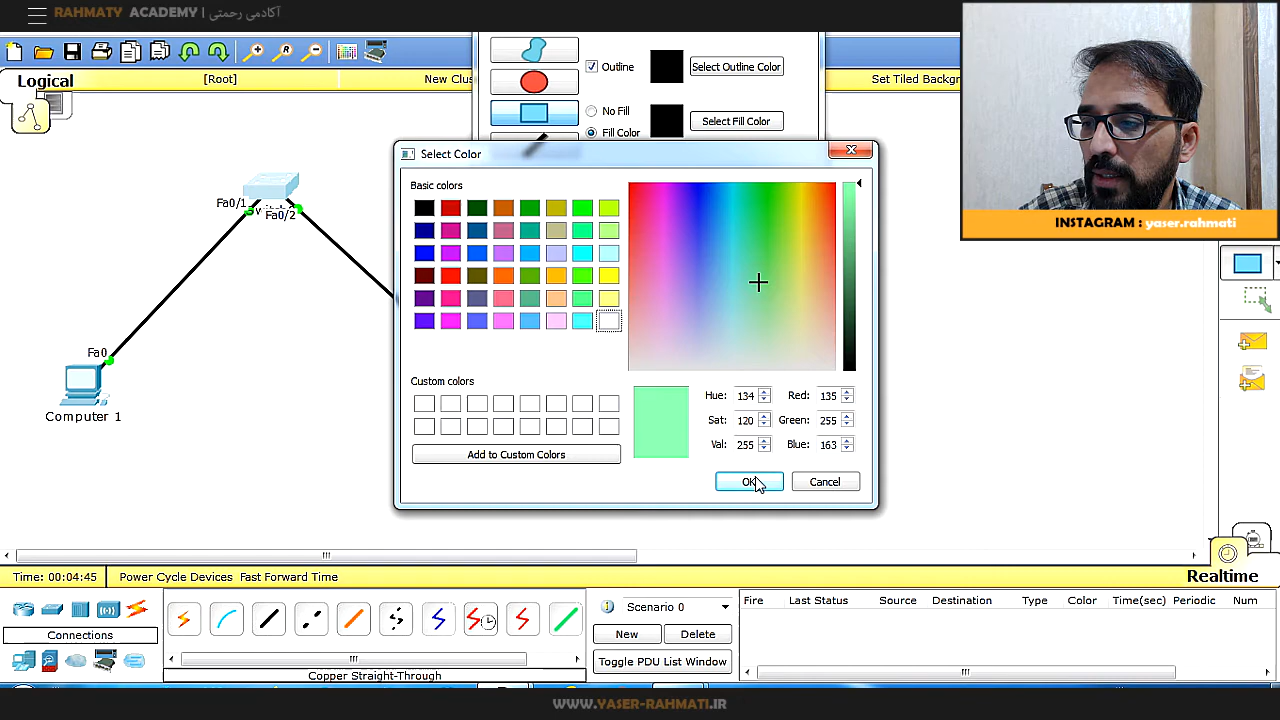 RAHMATY ACADEMY | آکادمی رحمتی
Logical
[Root]
New Clus
Set Tiled Backgr
Outline
Select Outline Color
No Fill
Fill Color
Select Fill Color
INSTAGRAM : yaser.rahmati
Select Color
Basic colors
Custom colors
Hue: 134
Red: 135
Sat: 120
Green: 255
Val: 255
Blue: 163
Add to Custom Colors
OK
Cancel
Fa0/1
Fa0/2
Fa0
Computer 1
Time: 00:04:45
Power Cycle Devices Fast Forward Time
Realtime
Connections
Copper Straight-Through
Scenario 0
New
Delete
Toggle PDU List Window
Fire Last Status Source Destination Type Color Time(sec) Periodic Num
WWW.YASER-RAHMATI.IR